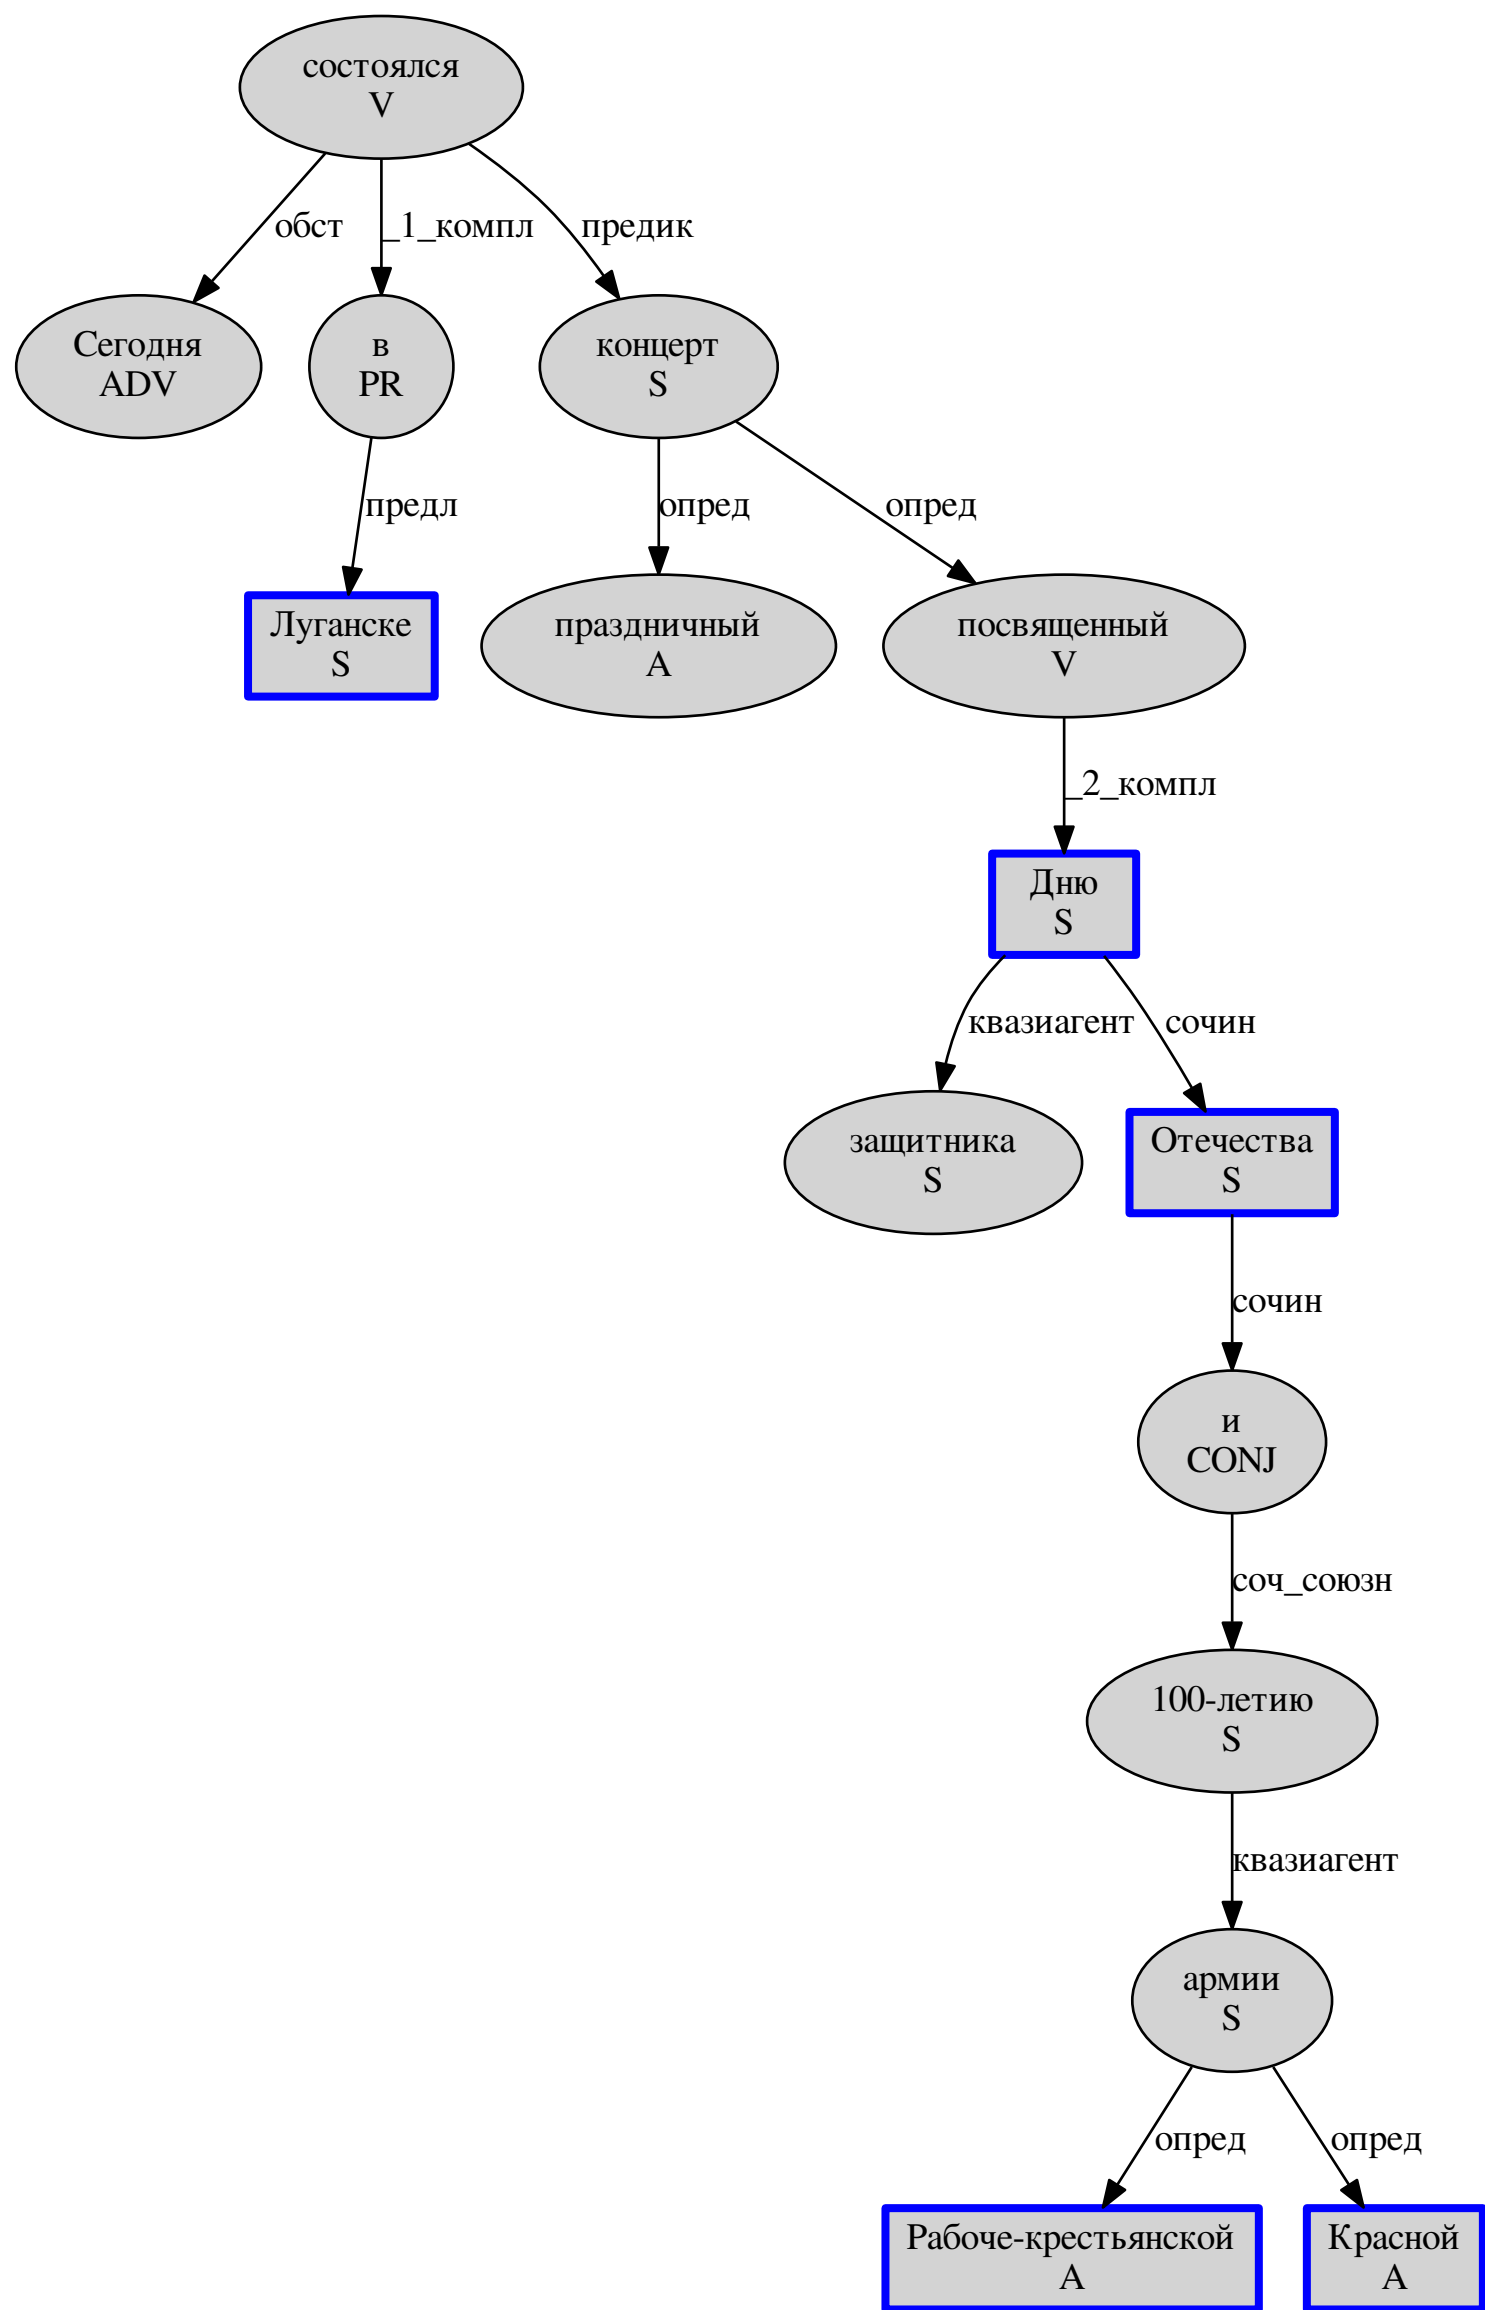 состоялся
V
обст
_1_компл
предик
Сегодня
ADV
в
PR
концерт
S
предл
опред
опред
Луганске
S
праздничный
A
посвященный
V
_2_компл
Дню
S
квазиагент
сочин
защитника
S
Отечества
S
сочин
и
CONJ
соч_союзн
100-летию
S
квазиагент
армии
S
опред
опред
Рабоче-крестьянской
A
Красной
A